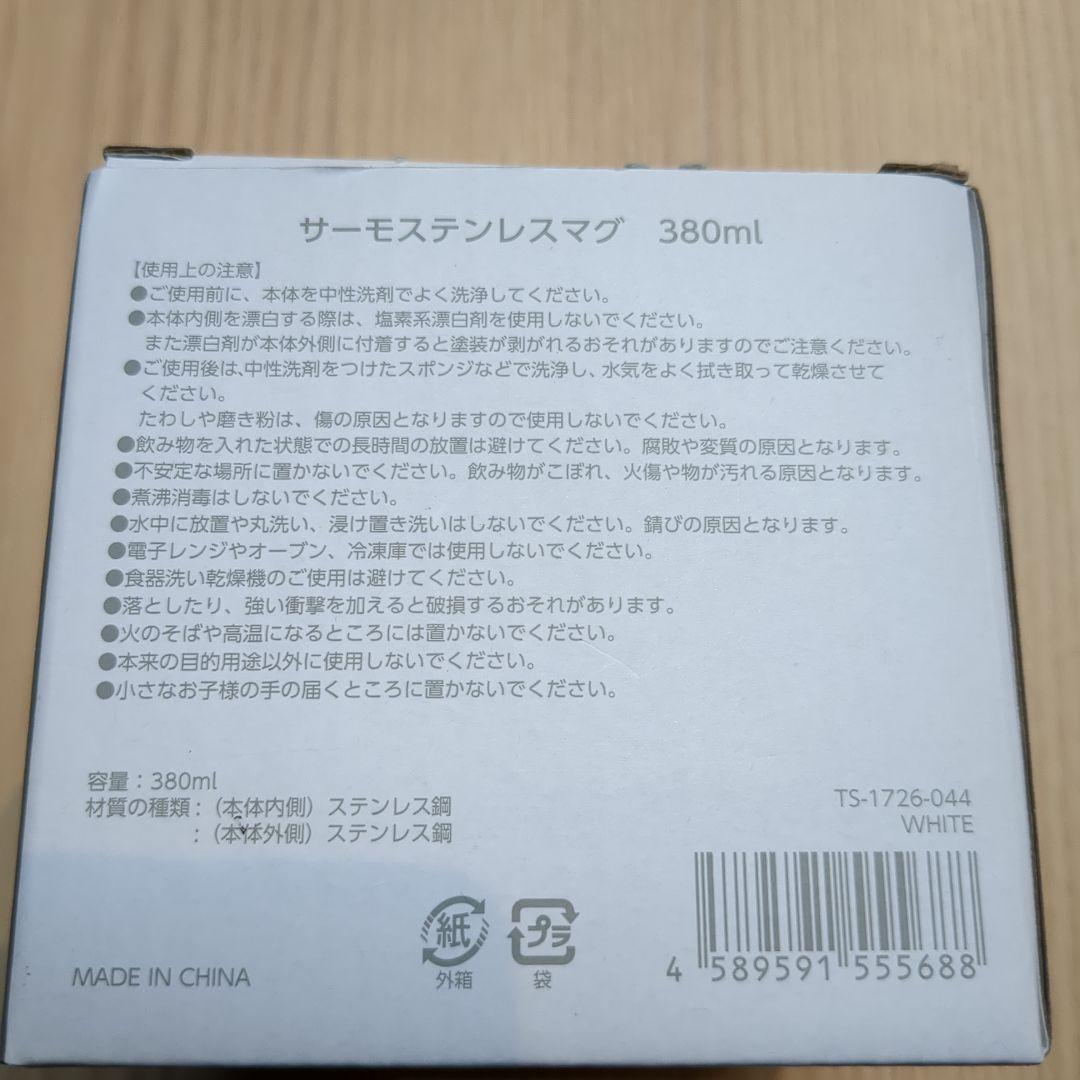 サーモステンレスマグ　380ml
【使用上の注意】
●ご使用前に、本体を中性洗剤でよく洗浄してください。
●本体内側を漂白する際は、塩素系漂白剤を使用しないでください。
また漂白剤が本体外側に付着すると塗装が剥がれるおそれがありますのでご注意ください。
●ご使用後は、中性洗剤をつけたスポンジなどで洗浄し、水気をよく拭き取って乾燥させて
ください。
たわしや磨き粉は、傷の原因となりますので使用しないでください。
●飲み物を入れた状態での長時間の放置は避けてください。腐敗や変質の原因となります。
●不安定な場所に置かないでください。飲み物がこぼれ、火傷や物が汚れる原因となります。
●煮沸消毒はしないでください。
●水中に放置や丸洗い、浸け置き洗いはしないでください。錆びの原因となります。
●電子レンジやオーブン、冷凍庫では使用しないでください。
●食器洗い乾燥機のご使用は避けてください。
●落としたり、強い衝撃を加えると破損するおそれがあります。
●火のそばや高温になるところには置かないでください。
●本来の目的用途以外に使用しないでください。
●小さなお子様の手の届くところに置かないでください。
容量：380ml
材質の種類：（本体内側）ステンレス鋼
：（本体外側）ステンレス鋼
TS-1726-044
WHITE
紙
外箱
プラ
袋
MADE IN CHINA
4 589591 555688